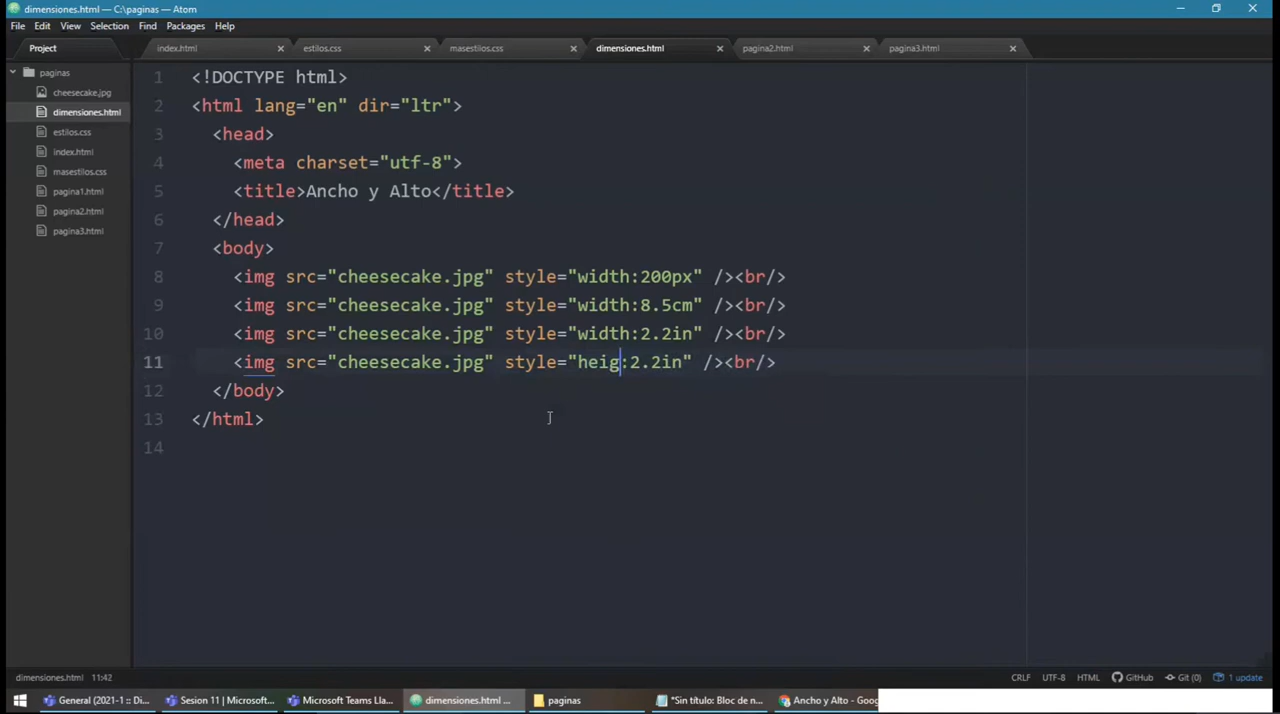 dimensiones.html — C:\paginas — Atom
File Edit View Selection Find Packages Help
Project
index.html
estilos.css
masestilos.css
dimensiones.html
pagina2.html
pagina3.html
paginas
cheesecake.jpg
dimensiones.html
estilos.css
index.html
masestilos.css
pagina1.html
pagina2.html
pagina3.html
1 <!DOCTYPE html>
2 <html lang="en" dir="ltr">
3 <head>
4 <meta charset="utf-8">
5 <title>Ancho y Alto</title>
6 </head>
7 <body>
8 <img src="cheesecake.jpg" style="width:200px" /><br/>
9 <img src="cheesecake.jpg" style="width:8.5cm" /><br/>
10 <img src="cheesecake.jpg" style="width:2.2in" /><br/>
11 <img src="cheesecake.jpg" style="heig:2.2in" /><br/>
12 </body>
13 </html>
14
dimensiones.html 11:42
CRLF UTF-8 HTML GitHub Git (0) 1 update
General (2021-1 :: Di...
Sesion 11 | Microsoft...
Microsoft Teams Lla...
dimensiones.html ...
paginas
*Sin título: Bloc de n...
Ancho y Alto - Goog